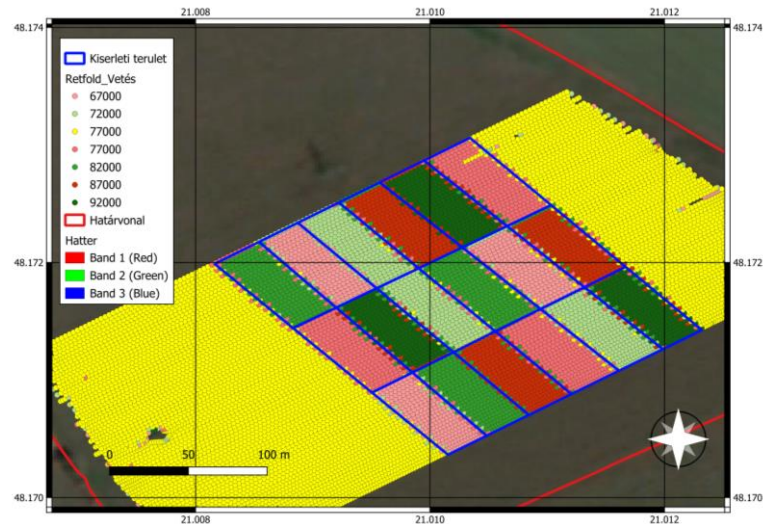 21.008 21.010 21.012
48.174 48.174
Kiserleti terulet
Retfold_Vetés
67000
72000
77000
77000
82000
87000
92000
Határvonal
Hatter
Band 1 (Red)
Band 2 (Green)
Band 3 (Blue)
48.172 48.172
0 50 100 m
48.170 48.170
21.008 21.010 21.012